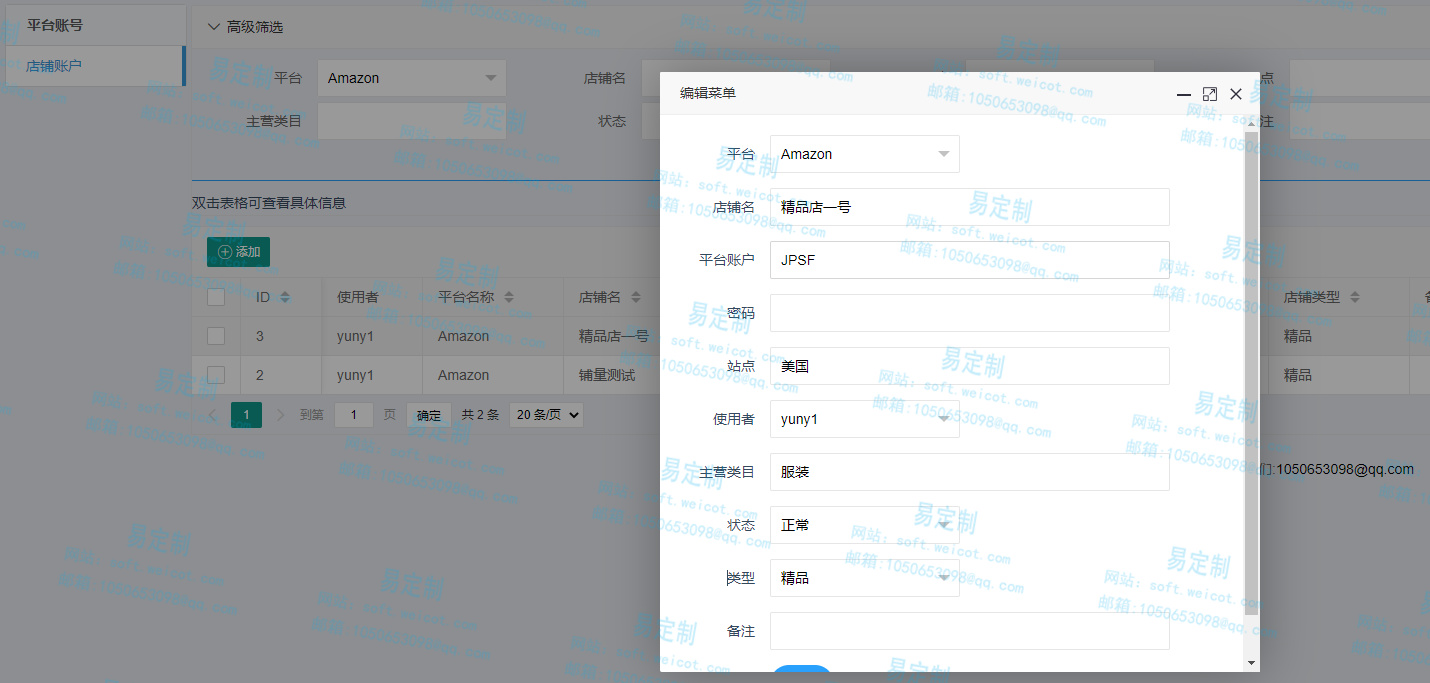 平台账号
店铺账户
高级筛选
平台 Amazon 店铺名 点
主营类目 状态 注
双击表格可查看具体信息
添加
ID 使用者 平台名称 店铺名 店铺类型
3 yuny1 Amazon 精品店一号 精品
2 yuny1 Amazon 铺量测试 精品
1 到第 1 页 确定 共 2 条 20 条/页
们:1050653098@qq.com
编辑菜单
平台 Amazon
店铺名 精品店一号
平台账户 JPSF
密码
站点 美国
使用者 yuny1
主营类目 服装
状态 正常
类型 精品
备注
易定制
网站：soft.weicot.com
邮箱:1050653098@qq.com